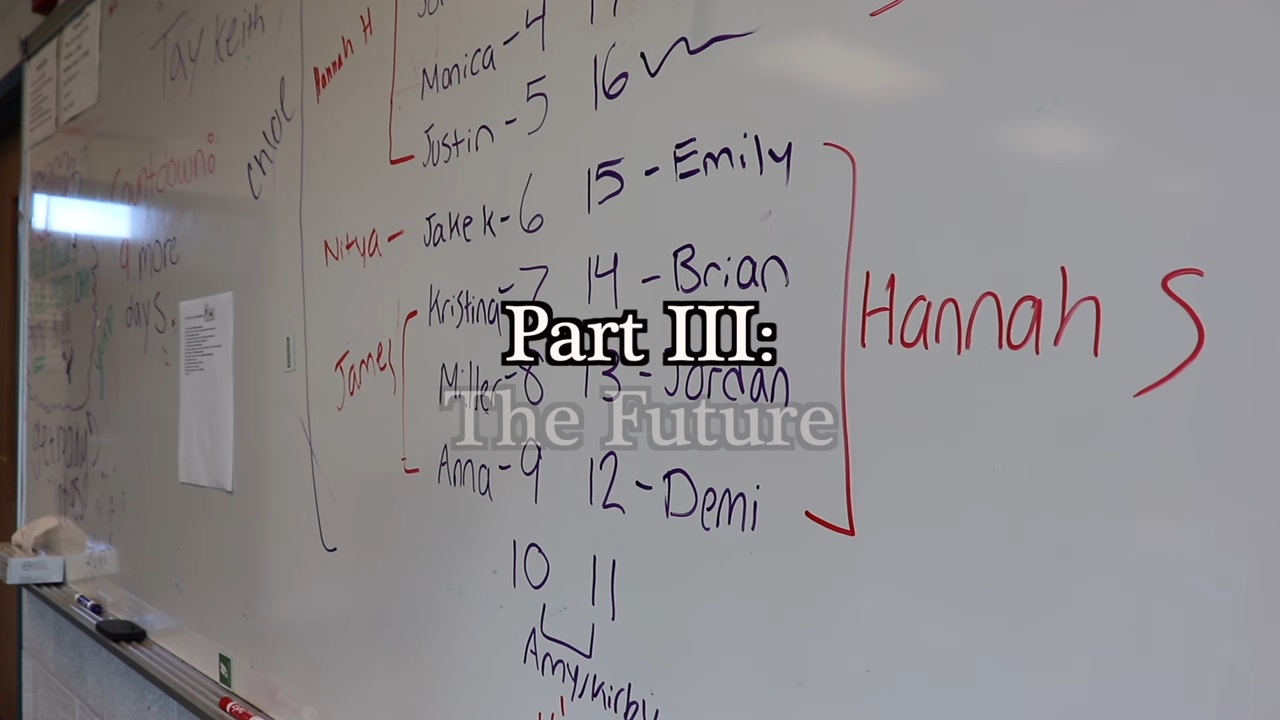 Tay Keith
Chloe
Countdown:
9 more
days.
Hannah H
Monica - 4
Justin - 5
16
Nitya - Jake K - 6
15 - Emily
Kristina - 7
14 - Brian
James
Miller - 8
13 - Jordan
Anna - 9
12 - Demi
Hannah S
10 11
Amy/Kirby
Part III:
The Future